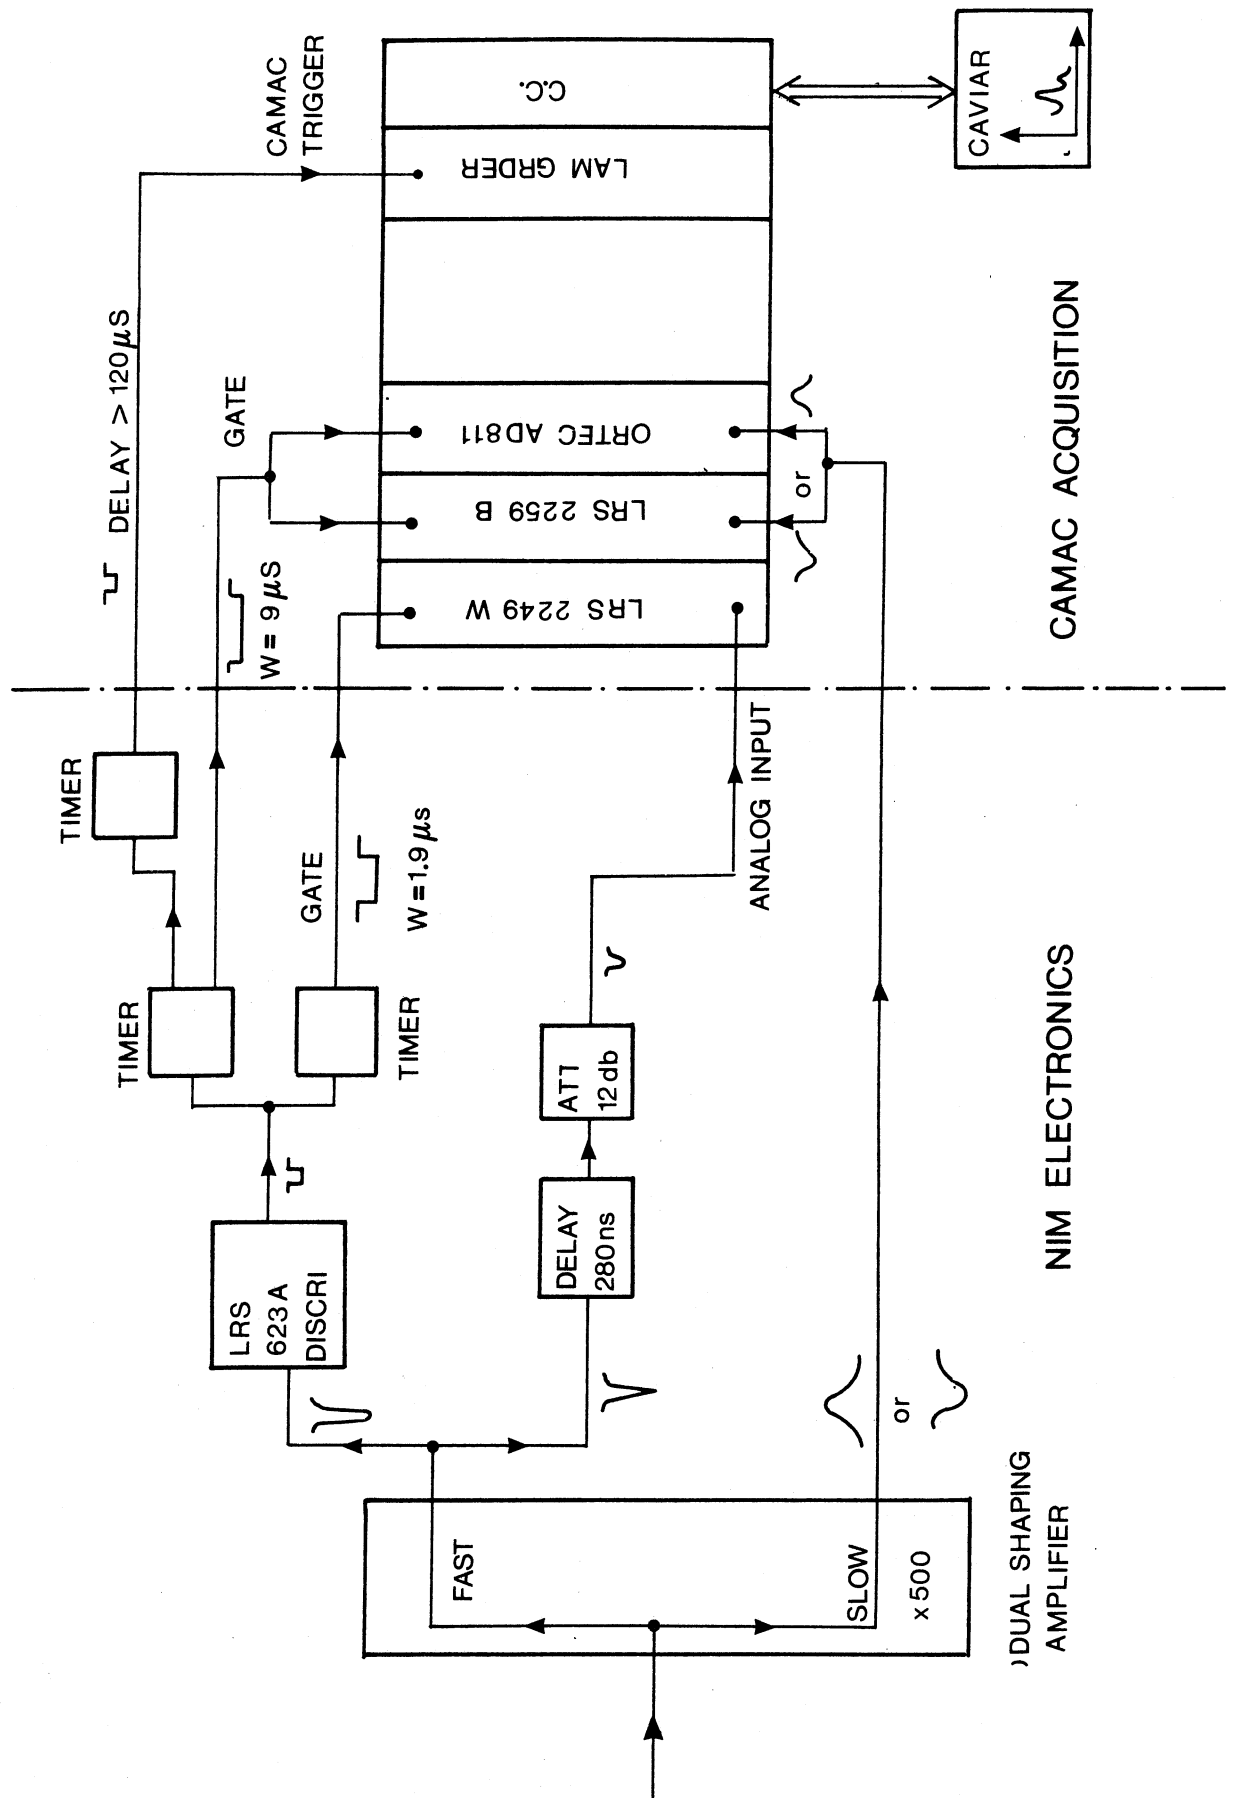 CAMAC
TRIGGER
C.C.
LAM GRDER
CAVIAR
DELAY > 120 µS
GATE
ORTEC AD811
LRS 2259 B
LRS 2249 W
or
W = 9 µS
CAMAC ACQUISITION
TIMER
TIMER
GATE
W = 1.9 µs
TIMER
ANALOG INPUT
ATT
12 db
DELAY
280 ns
LRS
623 A
DISCRI
NIM ELECTRONICS
FAST
SLOW
x 500
or
DUAL SHAPING
AMPLIFIER